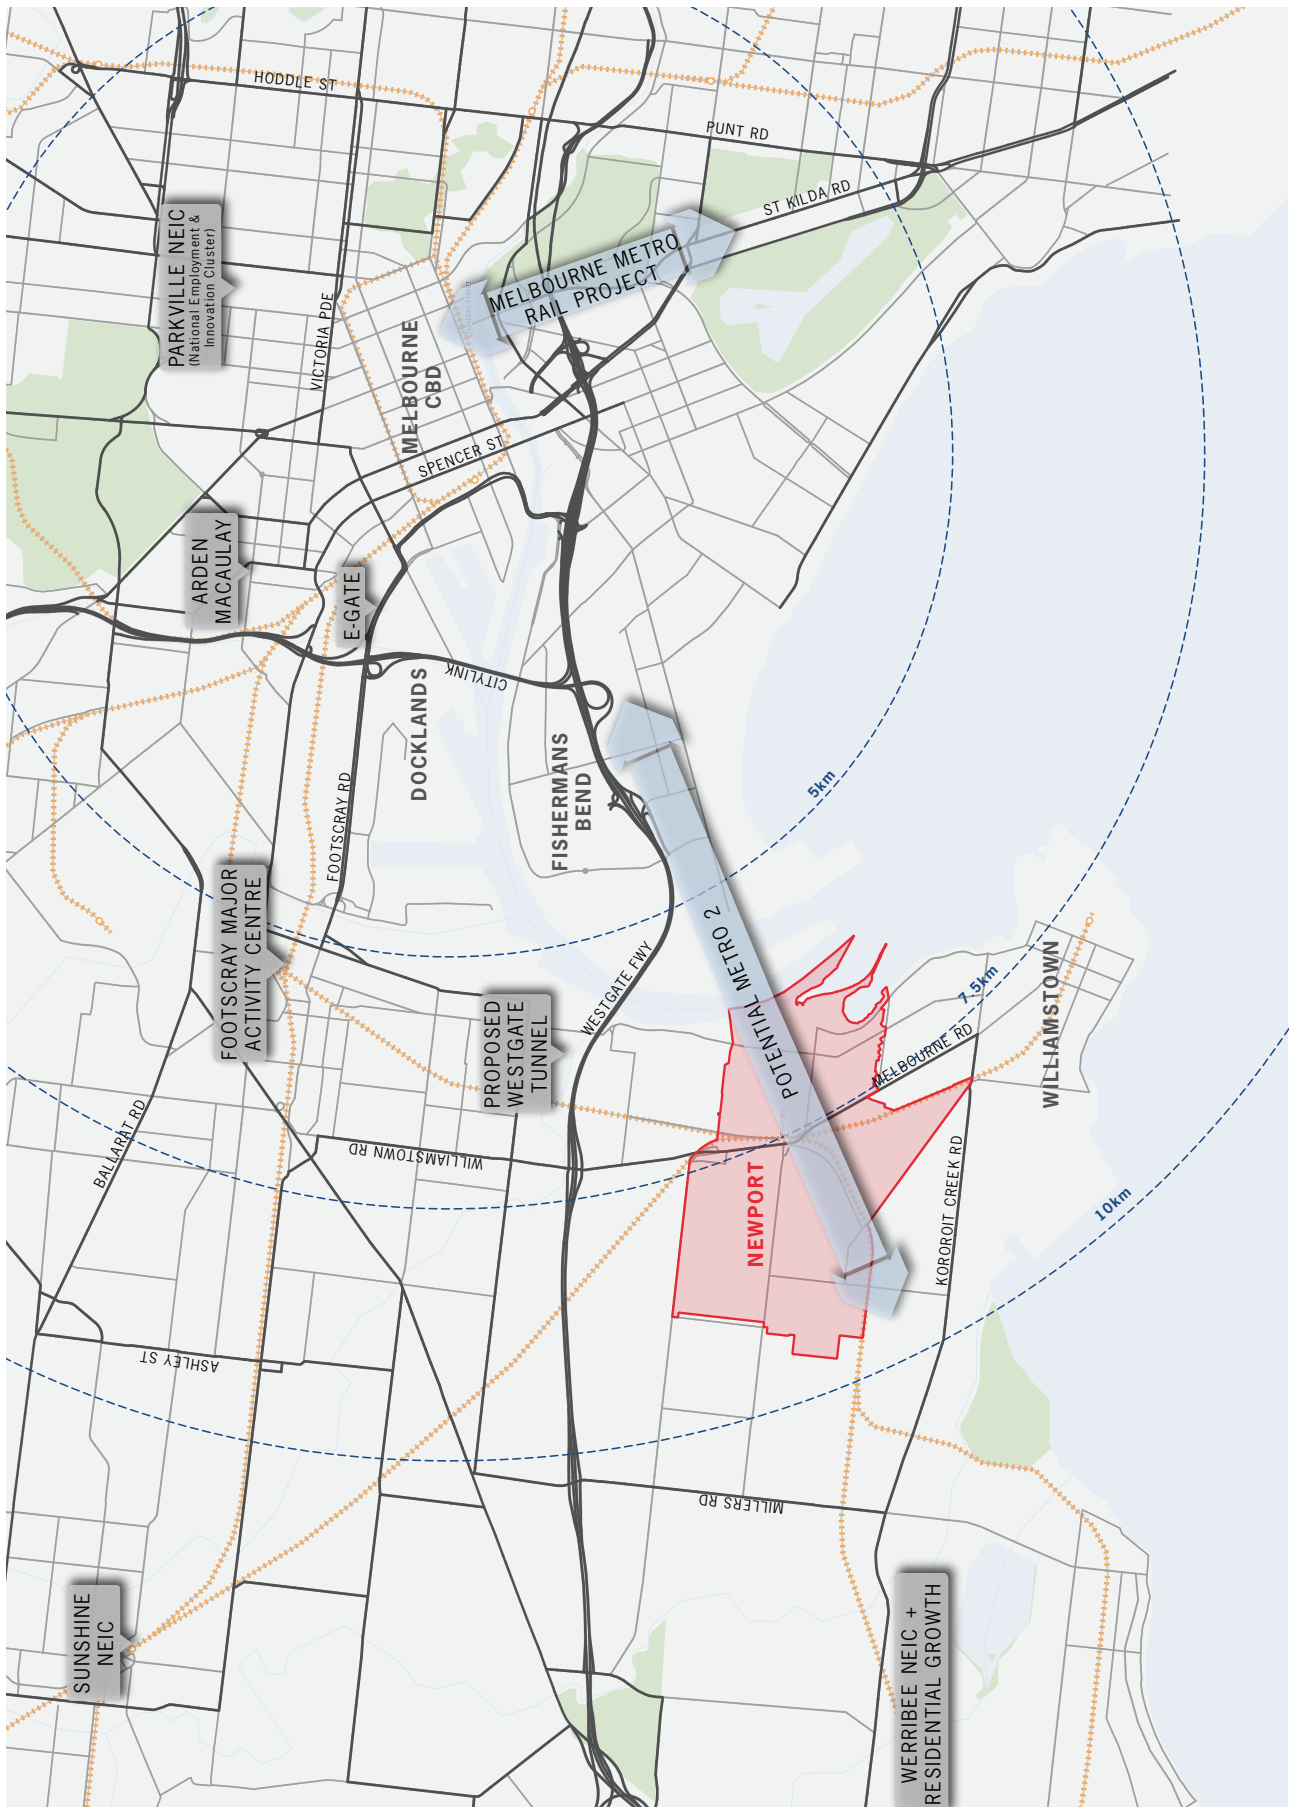 HODDLE ST
PUNT RD
ST KILDA RD
PARKVILLE NEIC
(National Employment &
Innovation Cluster)
VICTORIA PDE
MELBOURNE METRO
RAIL PROJECT
MELBOURNE
CBD
SPENCER ST
ARDEN
MACAULAY
E-GATE
CITYLINK
DOCKLANDS
FISHERMANS
BEND
FOOTSCRAY RD
5km
FOOTSCRAY MAJOR
ACTIVITY CENTRE
PROPOSED
WESTGATE
TUNNEL
WESTGATE FWY
POTENTIAL METRO 2
7.5km
MELBOURNE RD
WILLIAMSTOWN
BALLARAT RD
WILLIAMSTOWN RD
NEWPORT
KOROROIT CREEK RD
10km
ASHLEY ST
MILLERS RD
SUNSHINE
NEIC
WERRIBEE NEIC +
RESIDENTIAL GROWTH